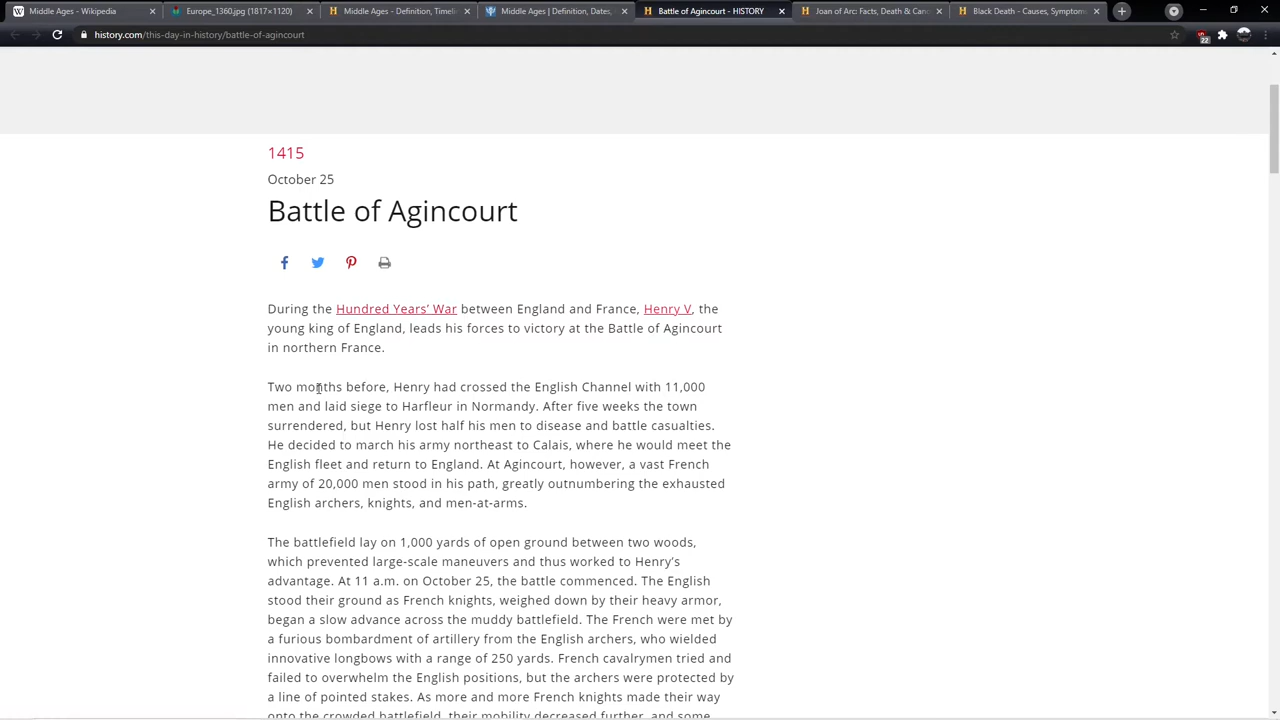 Middle Ages - Wikipedia
Europe_1360.jpg (1817×1120)
Middle Ages – Definition, Timelin
Middle Ages | Definition, Dates,
Battle of Agincourt - HISTORY
Joan of Arc: Facts, Death & Canc
Black Death - Causes, Symptom
history.com/this-day-in-history/battle-of-agincourt
22
1415
October 25
Battle of Agincourt
During the Hundred Years’ War between England and France, Henry V, the
young king of England, leads his forces to victory at the Battle of Agincourt
in northern France.
Two months before, Henry had crossed the English Channel with 11,000
men and laid siege to Harfleur in Normandy. After five weeks the town
surrendered, but Henry lost half his men to disease and battle casualties.
He decided to march his army northeast to Calais, where he would meet the
English fleet and return to England. At Agincourt, however, a vast French
army of 20,000 men stood in his path, greatly outnumbering the exhausted
English archers, knights, and men-at-arms.
The battlefield lay on 1,000 yards of open ground between two woods,
which prevented large-scale maneuvers and thus worked to Henry’s
advantage. At 11 a.m. on October 25, the battle commenced. The English
stood their ground as French knights, weighed down by their heavy armor,
began a slow advance across the muddy battlefield. The French were met by
a furious bombardment of artillery from the English archers, who wielded
innovative longbows with a range of 250 yards. French cavalrymen tried and
failed to overwhelm the English positions, but the archers were protected by
a line of pointed stakes. As more and more French knights made their way
onto the crowded battlefield, their mobility decreased further, and some